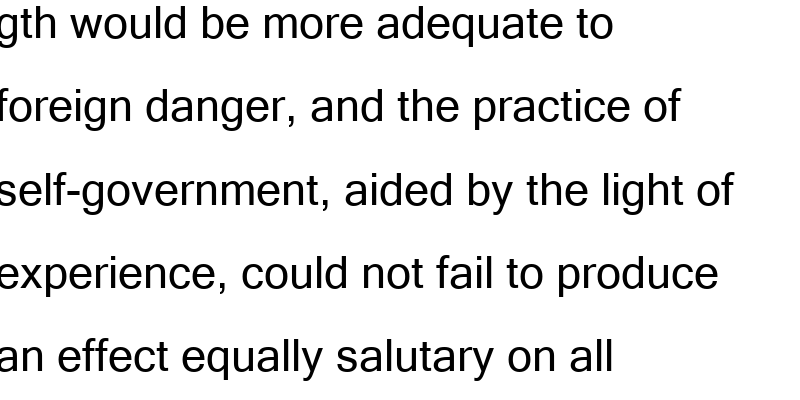 gth would be more adequate to
foreign danger, and the practice of
self-government, aided by the light of
experience, could not fail to produce
an effect equally salutary on all